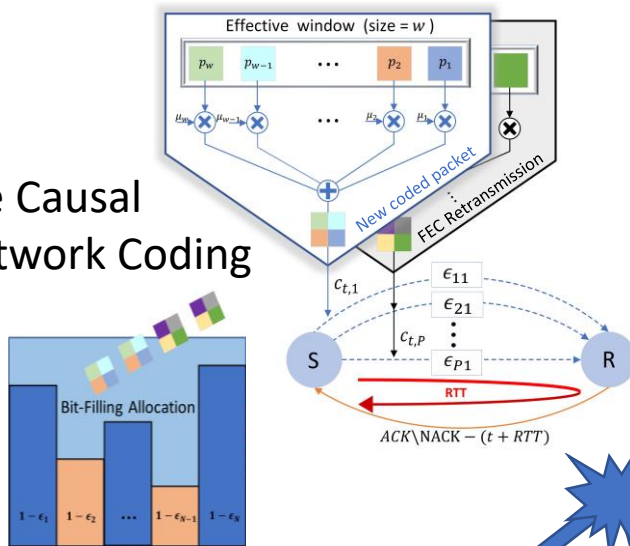 Effective window (size = w )
p_w p_{w-1} ... p_2 p_1
μ_w μ_{w-1} ... μ_2 μ_1
New coded packet
FEC Retransmission
Causal
twork Coding
c_{t,1}
ϵ_{11}
ϵ_{21}
c_{t,P}
S ϵ_{P1} R
RTT
ACK\NACK − (t + RTT)
Bit-Filling Allocation
1 − ϵ_1 1 − ϵ_2 ... 1 − ϵ_{N−1} 1 − ϵ_N